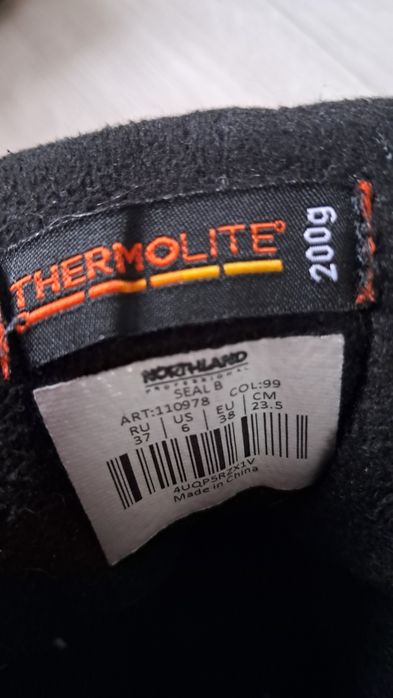 THERMOLITE°
200g
NORTHLAND
PROFESSIONAL
SEAL B
ART:110978 COL:99
RU | US | EU | CM
37 | 6 | 38 | 23.5
4UQP5RZX1V
Made in China